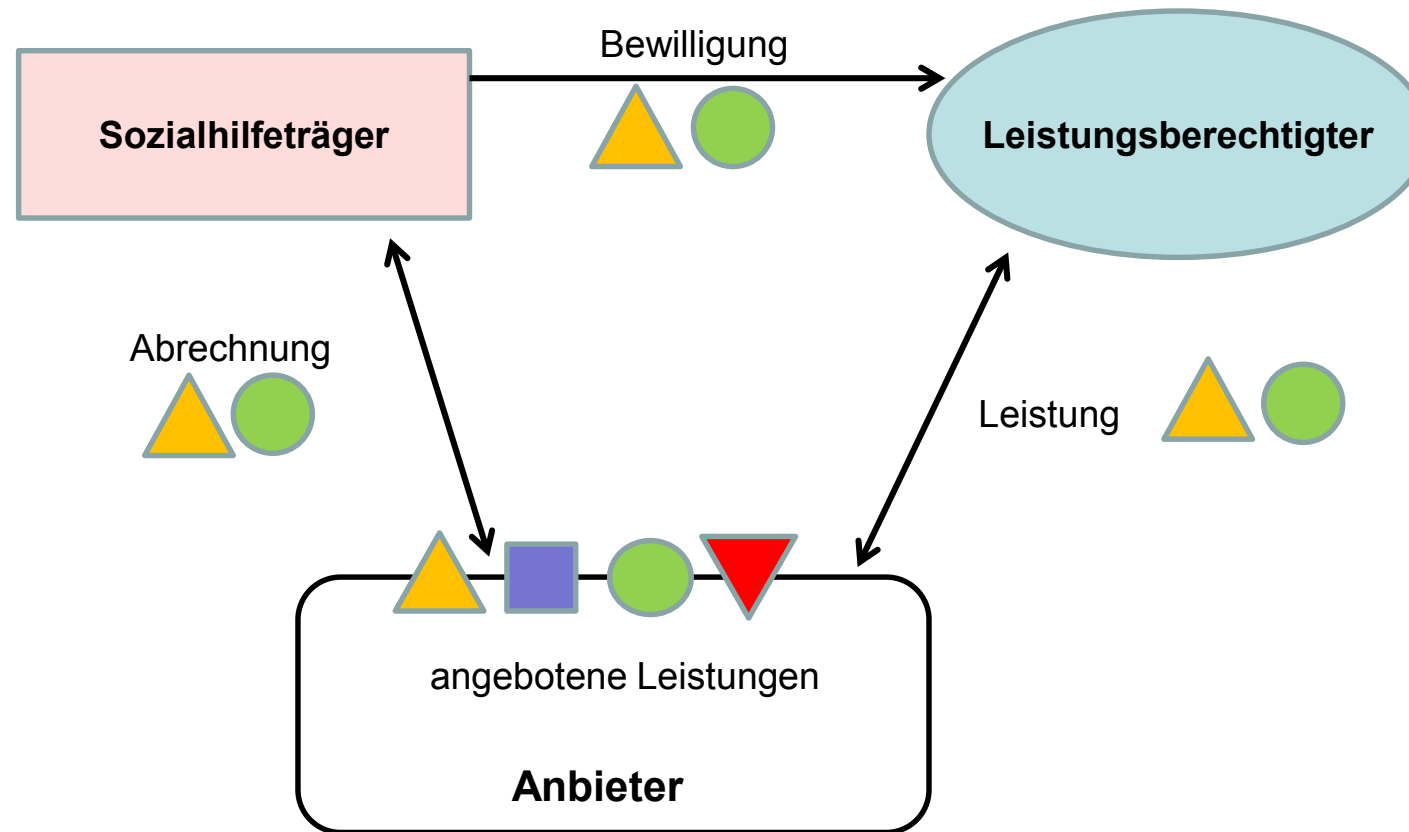 Bewilligung
Sozialhilfeträger
Leistungsberechtigter
Abrechnung
Leistung
angebotene Leistungen
Anbieter